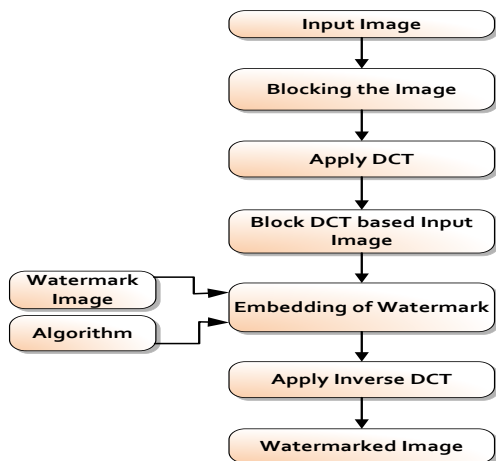 Input Image
Blocking the Image
Apply DCT
Block DCT based Input
Image
Watermark
Image
Algorithm
Embedding of Watermark
Apply Inverse DCT
Watermarked Image